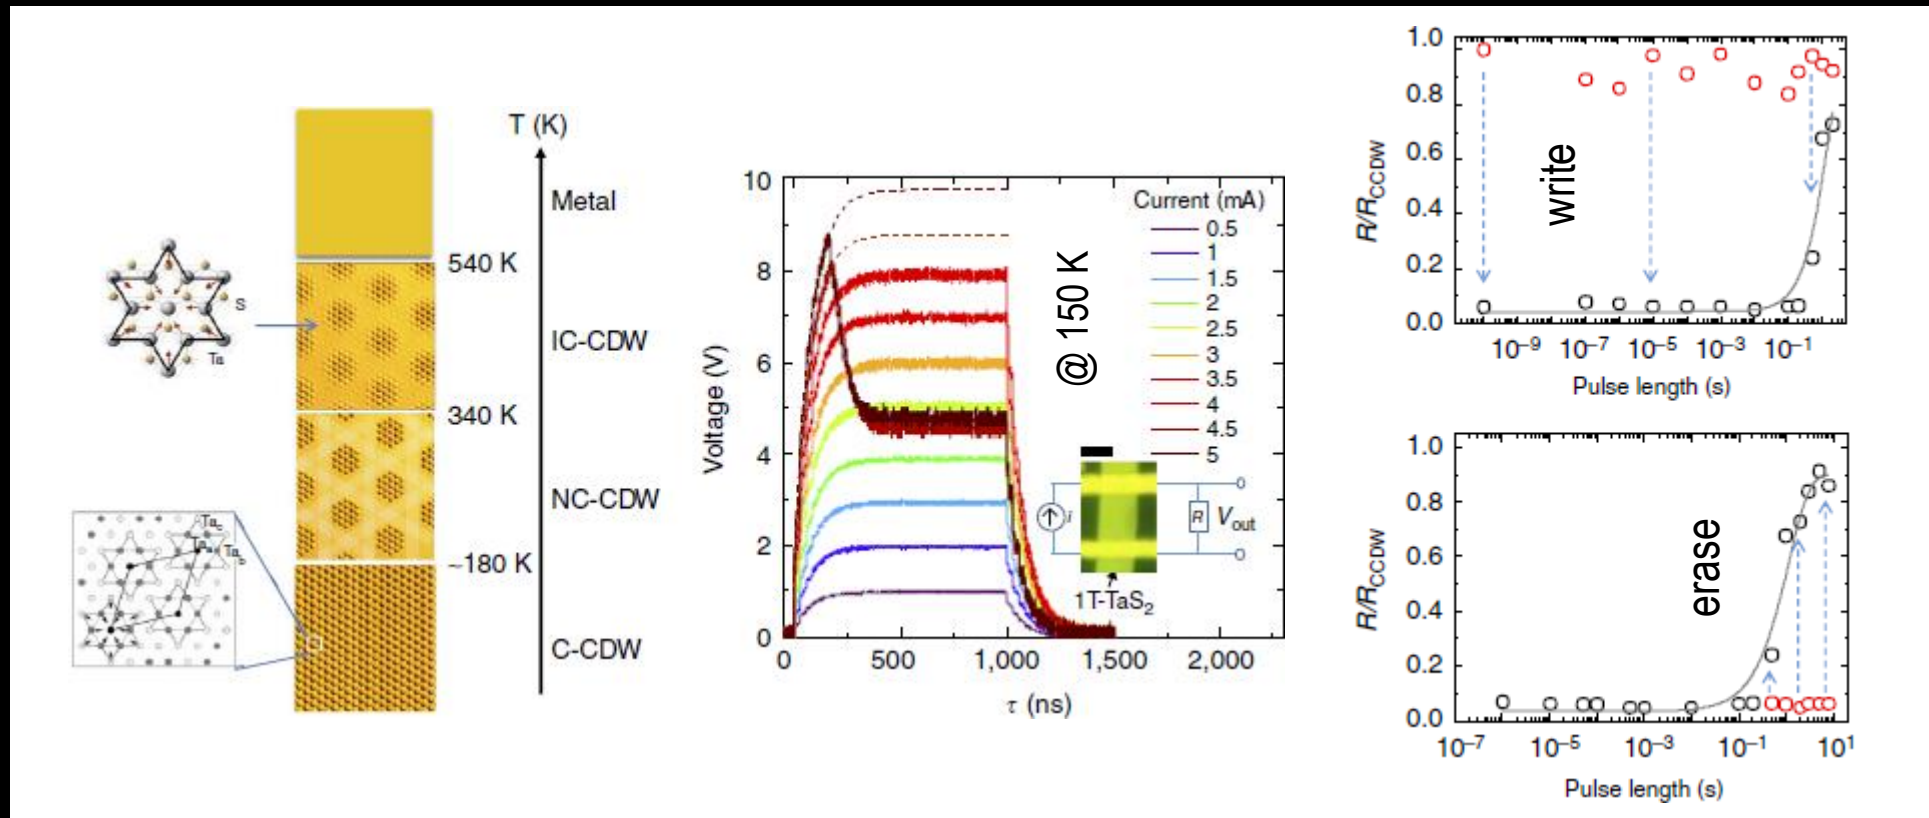 T (K)
Metal
540 K
S
Ta
IC-CDW
340 K
NC-CDW
Ta_c
Ta_a
Ta_b
~180 K
C-CDW
10
8
6
4
2
0
Voltage (V)
0
500
1,000
1,500
2,000
τ (ns)
@ 150 K
Current (mA)
0.5
1
1.5
2
2.5
3
3.5
4
4.5
5
i
R
V_out
1T-TaS₂
1.0
0.8
0.6
0.4
0.2
0.0
R/R_CCDW
write
10⁻⁹
10⁻⁷
10⁻⁵
10⁻³
10⁻¹
Pulse length (s)
1.0
0.8
0.6
0.4
0.2
0.0
R/R_CCDW
erase
10⁻⁷
10⁻⁵
10⁻³
10⁻¹
10¹
Pulse length (s)